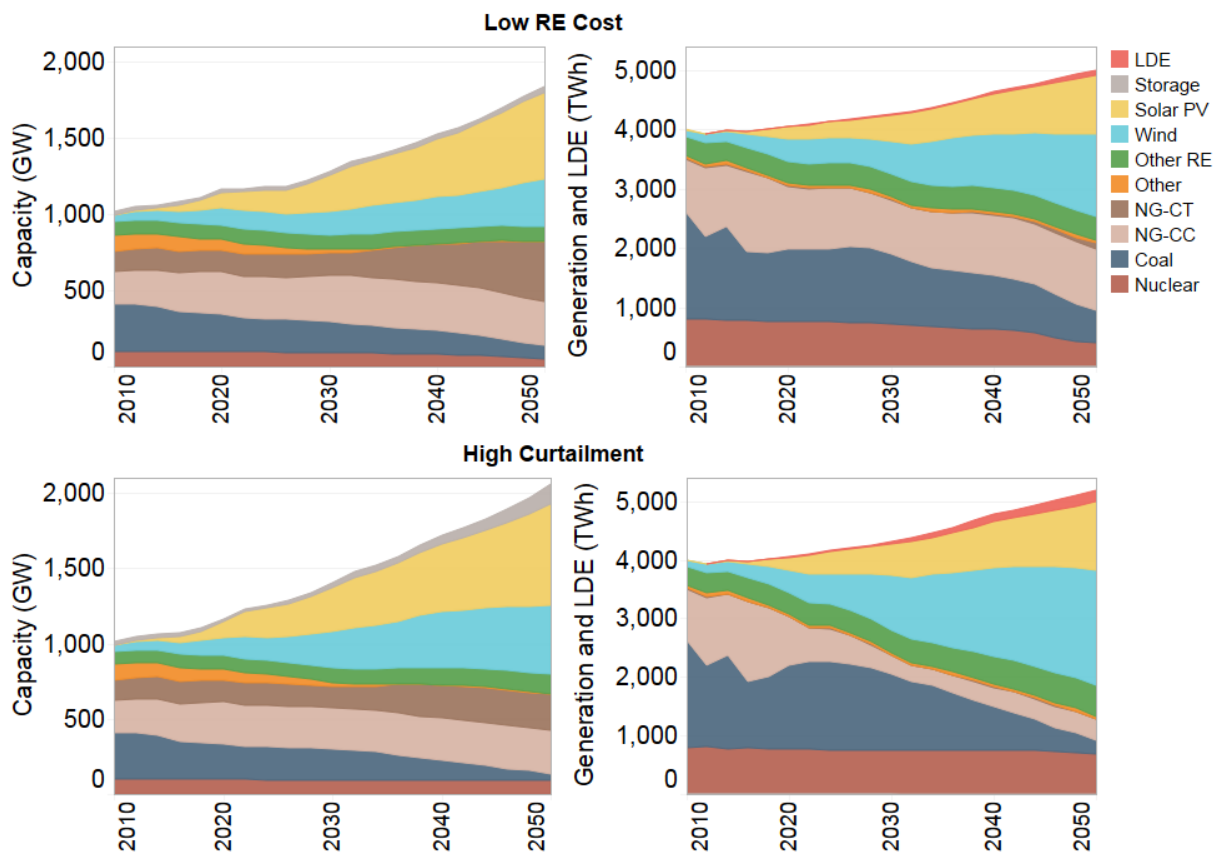 Low RE Cost
Capacity (GW)
2,000
1,500
1,000
500
0
2010
2020
2030
2040
2050
Generation and LDE (TWh)
5,000
4,000
3,000
2,000
1,000
0
2010
2020
2030
2040
2050
LDE
Storage
Solar PV
Wind
Other RE
Other
NG-CT
NG-CC
Coal
Nuclear
High Curtailment
Capacity (GW)
2,000
1,500
1,000
500
0
2010
2020
2030
2040
2050
Generation and LDE (TWh)
5,000
4,000
3,000
2,000
1,000
0
2010
2020
2030
2040
2050